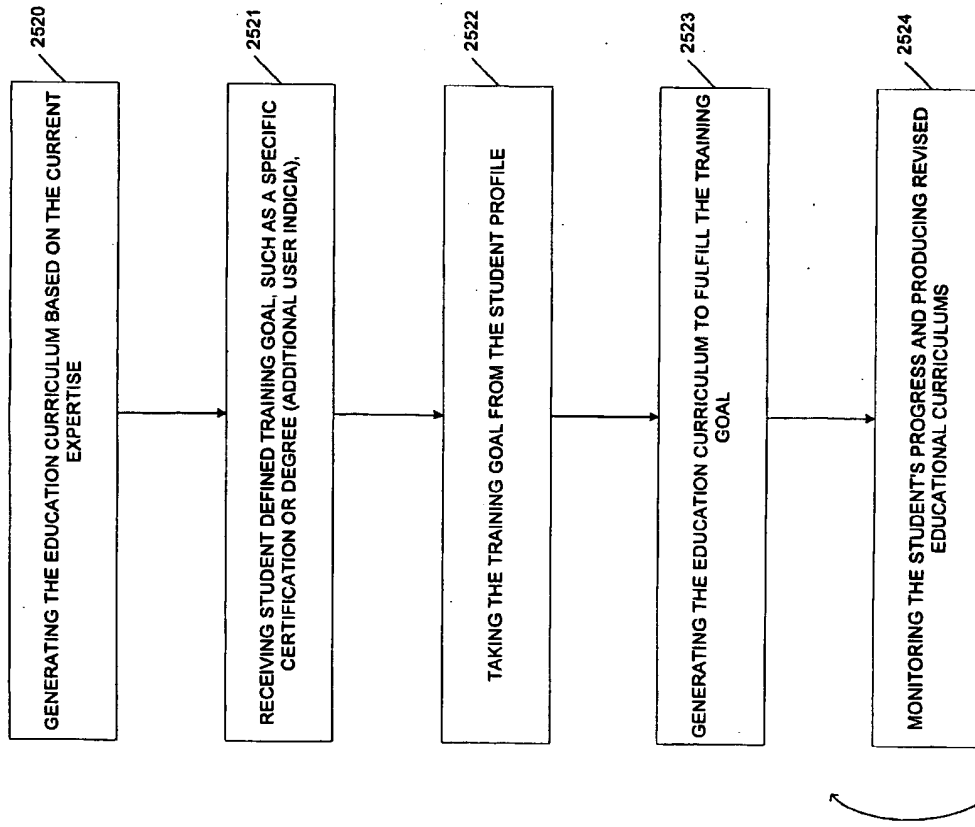 2520
GENERATING THE EDUCATION CURRICULUM BASED ON THE CURRENT
EXPERTISE
2521
RECEIVING STUDENT DEFINED TRAINING GOAL, SUCH AS A SPECIFIC
CERTIFICATION OR DEGREE (ADDITIONAL USER INDICIA),
2522
TAKING THE TRAINING GOAL FROM THE STUDENT PROFILE
2523
GENERATING THE EDUCATION CURRICULUM TO FULFILL THE TRAINING
GOAL
2524
MONITORING THE STUDENT'S PROGRESS AND PRODUCING REVISED
EDUCATIONAL CURRICULUMS